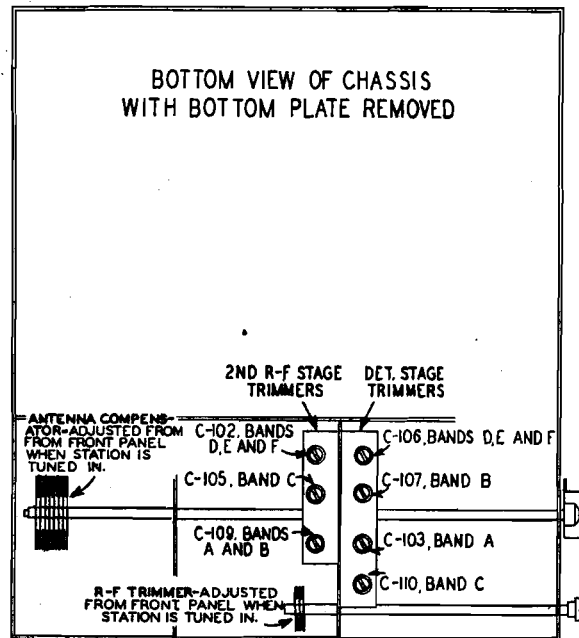 BOTTOM VIEW OF CHASSIS
WITH BOTTOM PLATE REMOVED
2ND R-F STAGE
TRIMMERS
DET. STAGE
TRIMMERS
ANTENNA COMPENS-
ATOR-ADJUSTED FROM
FROM FRONT PANEL
WHEN STATION IS
TUNED IN.
C-102, BANDS
D,E AND F
C-106, BANDS D,E AND F
C-105, BAND C
C-107, BAND B
C-109, BANDS
A AND B
C-103, BAND A
C-110, BAND C
R-F TRIMMER-ADJUSTED
FROM FRONT PANEL WHEN
STATION IS TUNED IN.